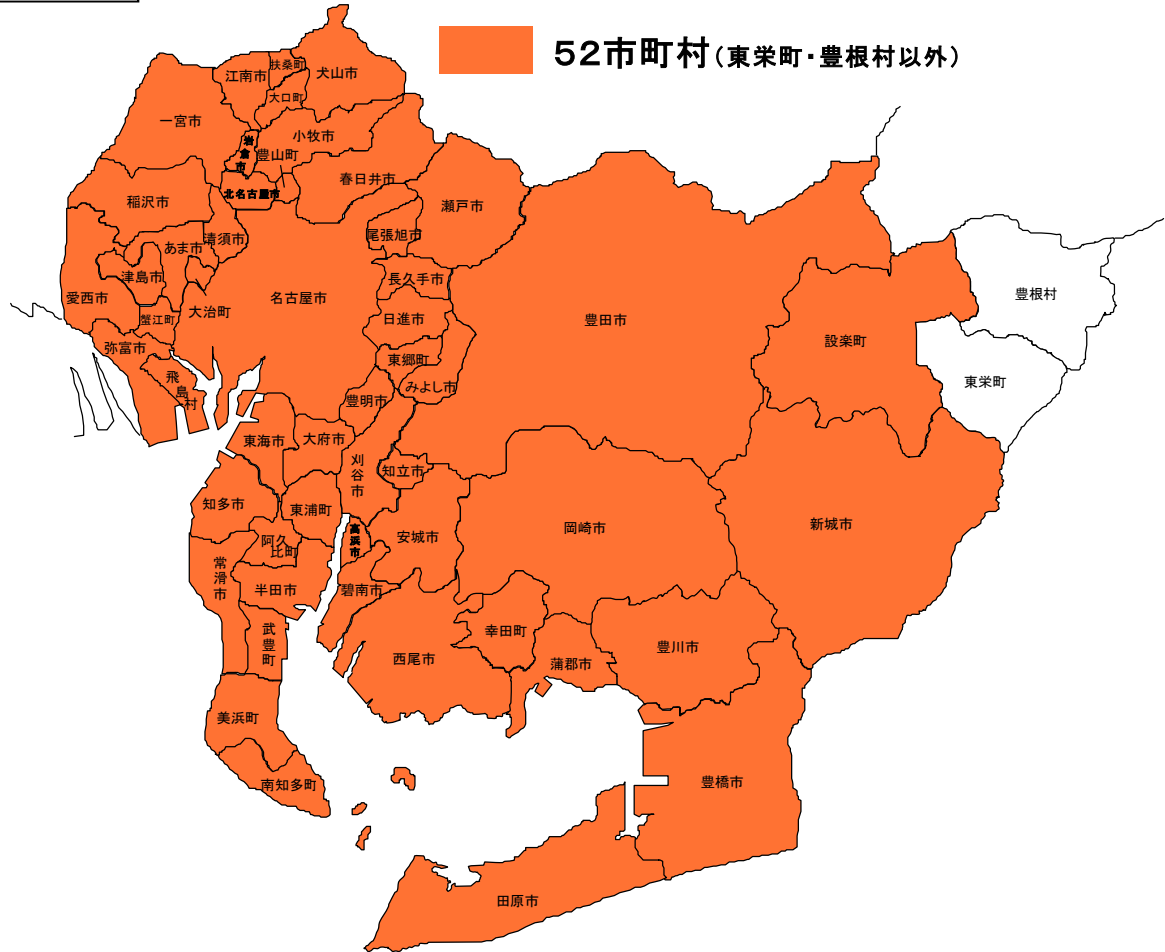 52市町村(東栄町・豊根村以外)
扶桑町
江南市
犬山市
大口町
一宮市
小牧市
岩倉市
豊山町
春日井市
北名古屋市
稲沢市
瀬戸市
尾張旭市
清須市
あま市
津島市
長久手市
愛西市
名古屋市
豊根村
大治町
蟹江町
日進市
豊田市
設楽町
弥富市
東郷町
飛島村
みよし市
東栄町
豊明市
東海市
大府市
刈谷市
知立市
知多市
東浦町
岡崎市
新城市
高浜市
安城市
阿久比町
常滑市
半田市
碧南市
武豊町
幸田町
豊川市
西尾市
蒲郡市
美浜町
南知多町
豊橋市
田原市